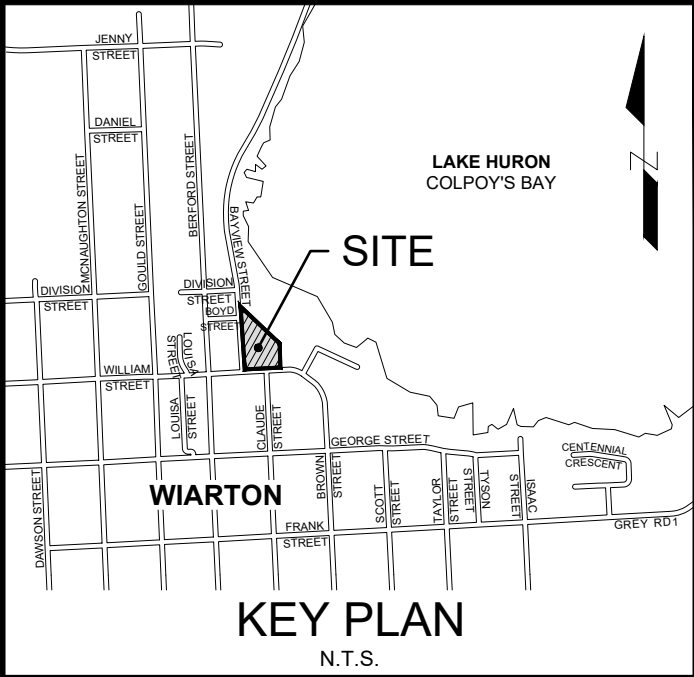 JENNY
STREET
DANIEL
STREET
MCNAUGHTON STREET
GOULD STREET
BERFORD STREET
BAYVIEW STREET
LAKE HURON
COLPOY'S BAY
N
SITE
DIVISION
STREET
DIVISION
STREET
BOYD
STREET
LOUISA
STREET
WILLIAM
STREET
LOUISA
STREET
CLAUDE
STREET
GEORGE STREET
BROWN
STREET
SCOTT
STREET
TAYLOR
STREET
TYSON
STREET
ISAAC
STREET
CENTENNIAL
CRESCENT
WIARTON
DAWSON STREET
FRANK
STREET
GREY RD1
KEY PLAN
N.T.S.